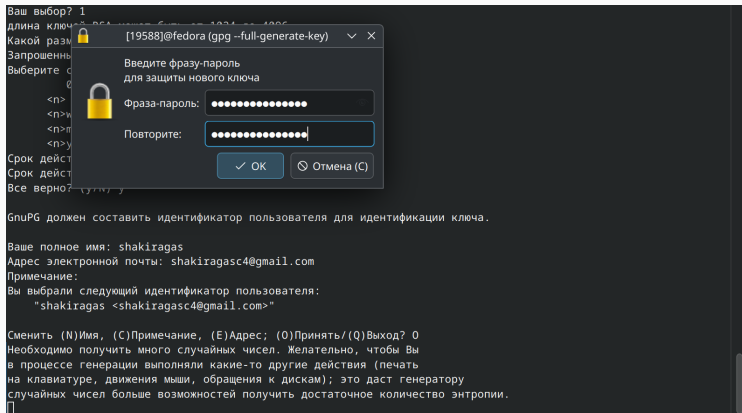 Ваш выбор? 1
длина ключ
Какой разм
[19588]@fedora (gpg --full-generate-key)
Запрошенн
Выберите с
0
<n>
<n>w
<n>m
<n>y
Введите фразу-пароль
для защиты нового ключа
Фраза-пароль: ●●●●●●●●●●●●●●●
Повторите: ●●●●●●●●●●●●●●●
OK Отмена (C)
Срок дейст
Срок дейст
Все верно? (y/N) y
GnuPG должен составить идентификатор пользователя для идентификации ключа.
Ваше полное имя: shakiragas
Адрес электронной почты: shakiragasc4@gmail.com
Примечание:
Вы выбрали следующий идентификатор пользователя:
"shakiragas <shakiragasc4@gmail.com>"
Сменить (N)Имя, (C)Примечание, (E)Адрес; (O)Принять/(Q)Выход? O
Необходимо получить много случайных чисел. Желательно, чтобы Вы
в процессе генерации выполняли какие-то другие действия (печать
на клавиатуре, движения мыши, обращения к дискам); это даст генератору
случайных чисел больше возможностей получить достаточное количество энтропии.